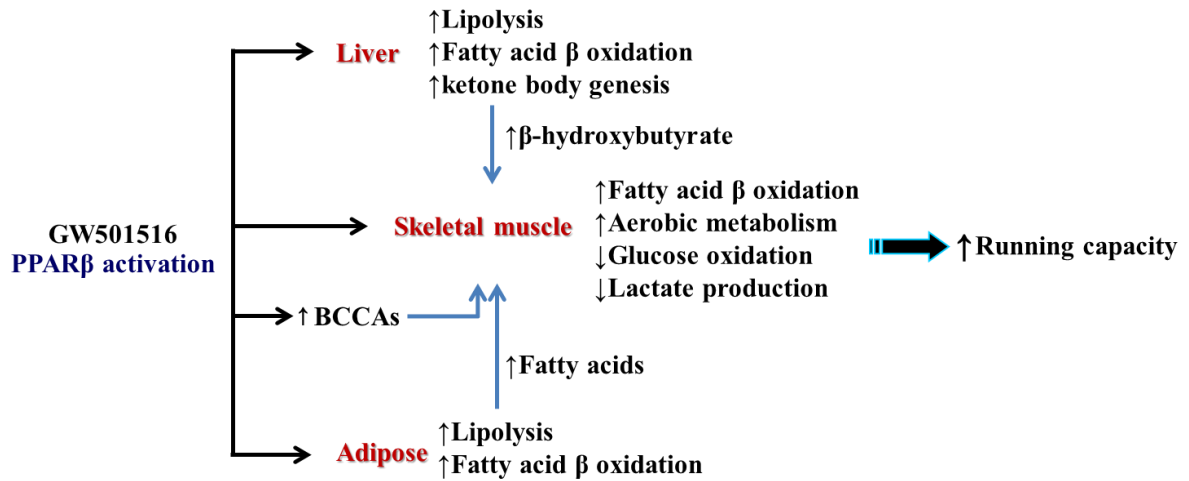 ↑Lipolysis
Liver ↑Fatty acid β oxidation
↑ketone body genesis
↑β-hydroxybutyrate
GW501516
PPARβ activation
Skeletal muscle
↑Fatty acid β oxidation
↑Aerobic metabolism
↓Glucose oxidation
↓Lactate production
↑Running capacity
↑ BCCAs
↑Fatty acids
Adipose
↑Lipolysis
↑Fatty acid β oxidation